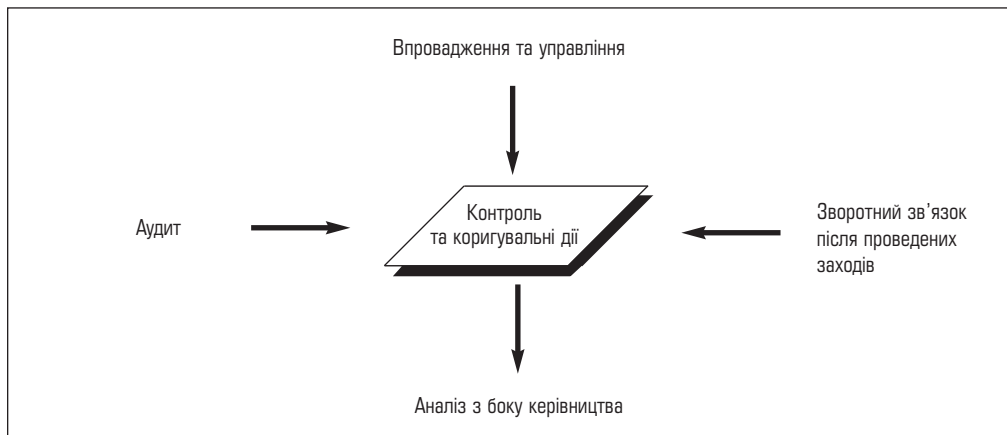 Впровадження та управління
Аудит
Контроль
та коригувальні дії
Зворотний зв’язок
після проведених
заходів
Аналіз з боку керівництва